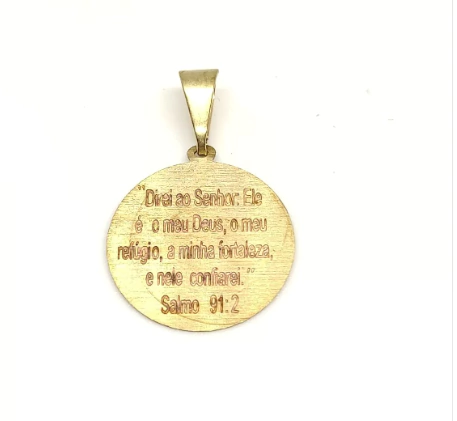 "Direi ao Senhor: Ele
é o meu Deus, o meu
refúgio, a minha fortaleza,
e nele confiarei."
Salmo 91:2